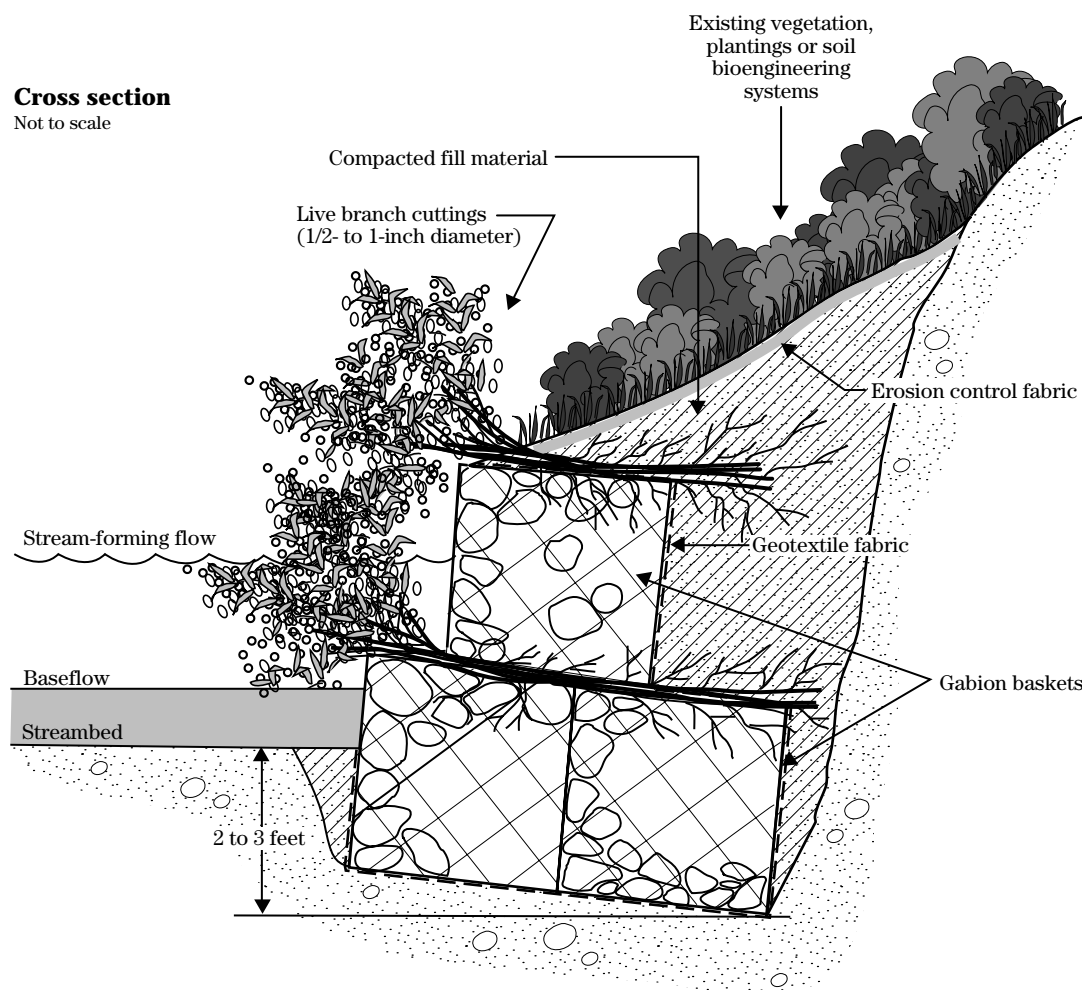 Existing vegetation,
plantings or soil
bioengineering
systems
Cross section
Not to scale
Compacted fill material
Live branch cuttings
(1/2- to 1-inch diameter)
Erosion control fabric
Stream-forming flow
Geotextile fabric
Baseflow
Gabion baskets
Streambed
2 to 3 feet